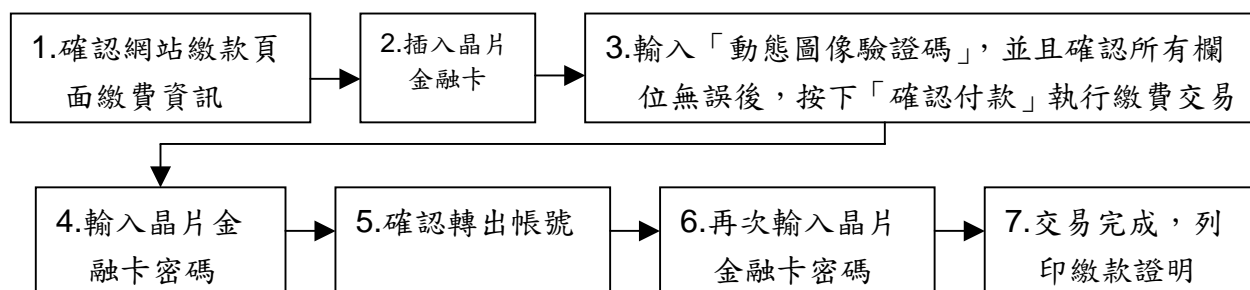 1.確認網站繳款頁
面繳費資訊
2.插入晶片
金融卡
3.輸入「動態圖像驗證碼」，並且確認所有欄
位無誤後，按下「確認付款」執行繳費交易
4.輸入晶片金
融卡密碼
5.確認轉出帳號
6.再次輸入晶片
金融卡密碼
7.交易完成，列
印繳款證明